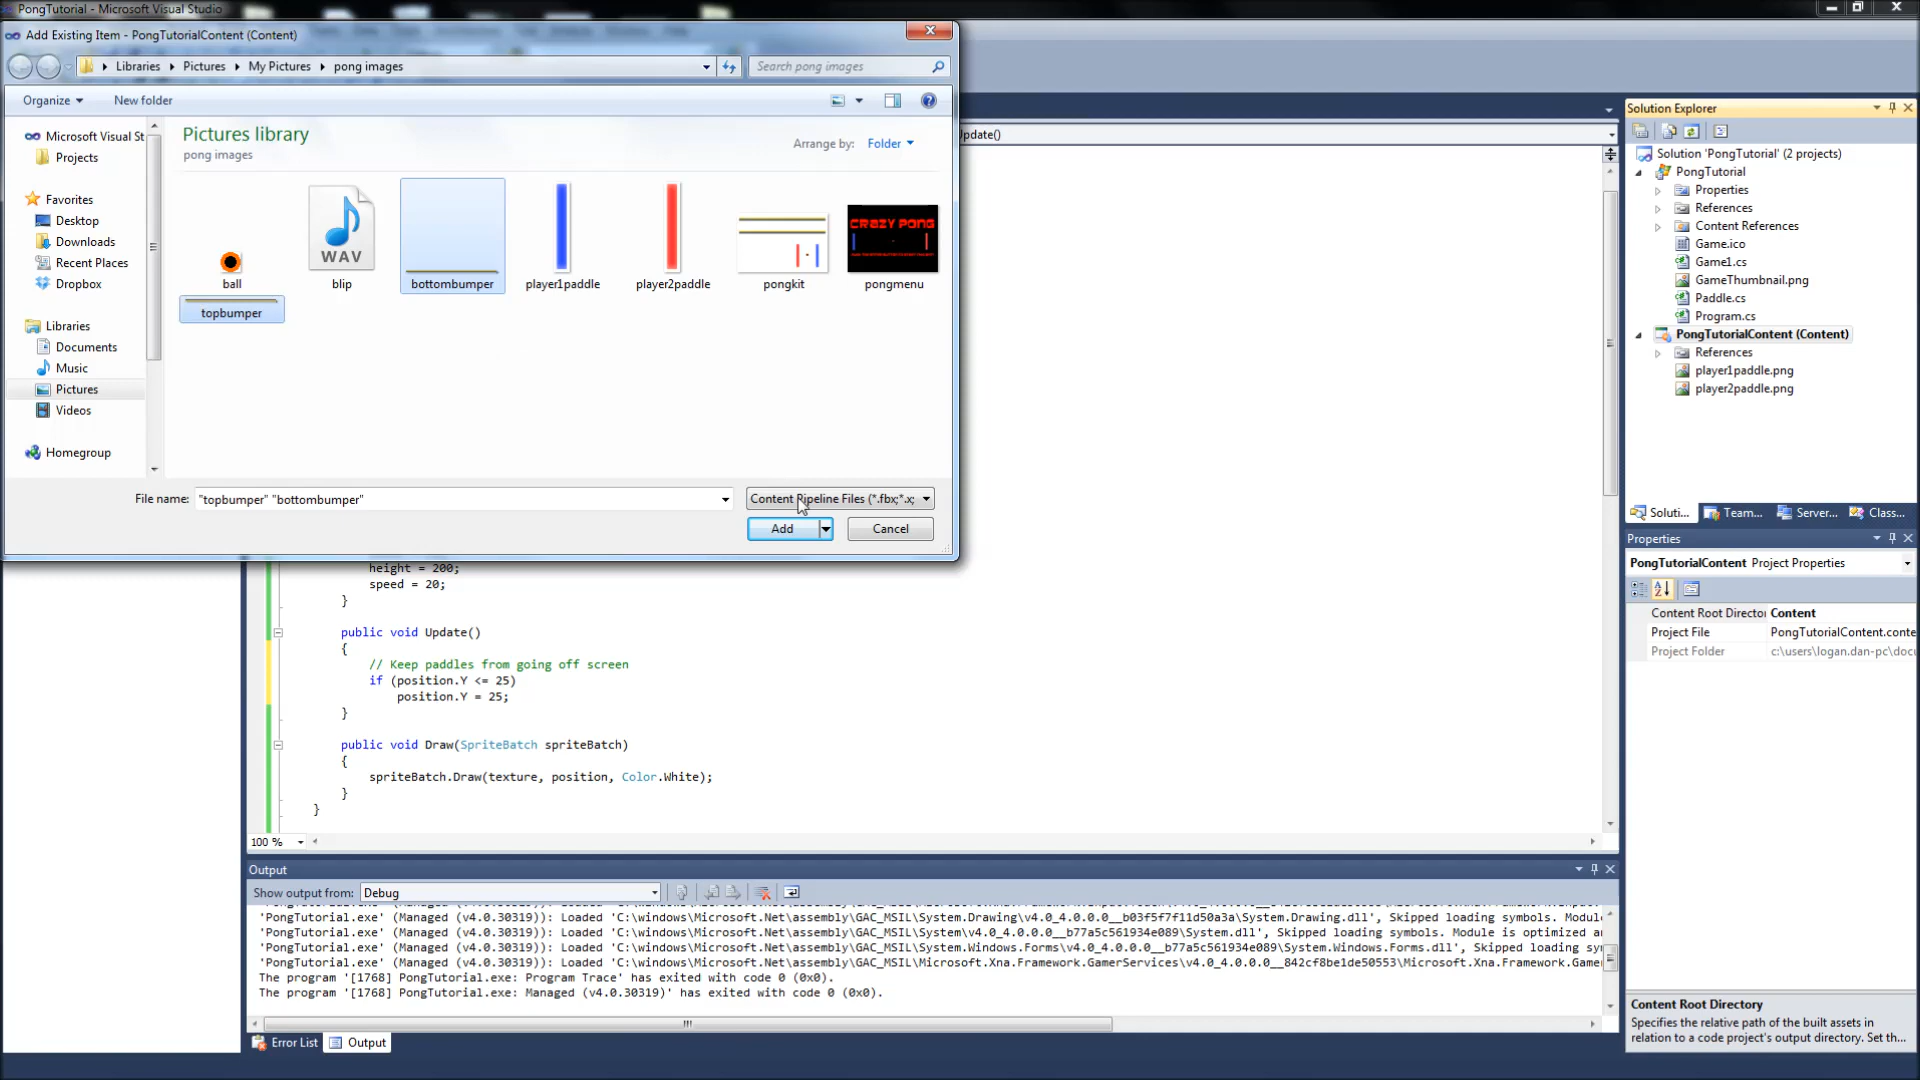 PongTutorial - Microsoft Visual Studio
Add Existing Item - PongTutorialContent (Content)
Libraries
Pictures
My Pictures
pong images
Search pong images
Organize
New folder
Microsoft Visual St
Projects
Favorites
Desktop
Downloads
Recent Places
Dropbox
Libraries
Documents
Music
Pictures
Videos
Homegroup
Pictures library
pong images
Arrange by: Folder
WAV
CRAZY PONG
ball
blip
bottombumper
player1paddle
player2paddle
pongkit
pongmenu
topbumper
File name: "topbumper" "bottombumper"
Content Pipeline Files (*.fbx;*.x;
Add
Cancel
Update()
height = 200;
speed = 20;
}
public void Update()
{
// Keep paddles from going off screen
if (position.Y <= 25)
position.Y = 25;
}
public void Draw(SpriteBatch spriteBatch)
{
spriteBatch.Draw(texture, position, Color.White);
}
}
100 %
Output
Show output from: Debug
'PongTutorial.exe' (Managed (v4.0.30319)): Loaded 'C:\windows\Microsoft.Net\assembly\GAC_MSIL\System.Drawing\v4.0_4.0.0.0__b03f5f7f11d50a3a\System.Drawing.dll', Skipped loading symbols. Modul
'PongTutorial.exe' (Managed (v4.0.30319)): Loaded 'C:\windows\Microsoft.Net\assembly\GAC_MSIL\System\v4.0_4.0.0.0__b77a5c561934e089\System.dll', Skipped loading symbols. Module is optimized a
'PongTutorial.exe' (Managed (v4.0.30319)): Loaded 'C:\windows\Microsoft.Net\assembly\GAC_MSIL\System.Windows.Forms\v4.0_4.0.0.0__b77a5c561934e089\System.Windows.Forms.dll', Skipped loading sy
'PongTutorial.exe' (Managed (v4.0.30319)): Loaded 'C:\windows\Microsoft.Net\assembly\GAC_MSIL\Microsoft.Xna.Framework.GamerServices\v4.0_4.0.0.0__842cf8be1de50553\Microsoft.Xna.Framework.Game
The program '[1768] PongTutorial.exe: Program Trace' has exited with code 0 (0x0).
The program '[1768] PongTutorial.exe: Managed (v4.0.30319)' has exited with code 0 (0x0).
Error List
Output
Solution Explorer
Solution 'PongTutorial' (2 projects)
PongTutorial
Properties
References
Content References
Game.ico
Game1.cs
GameThumbnail.png
Paddle.cs
Program.cs
PongTutorialContent (Content)
References
player1paddle.png
player2paddle.png
Soluti...
Team...
Server...
Class...
Properties
PongTutorialContent Project Properties
Content Root Director Content
Project File PongTutorialContent.conte
Project Folder c:\users\logan.dan-pc\docu
Content Root Directory
Specifies the relative path of the built assets in
relation to a code project's output directory. Set th...